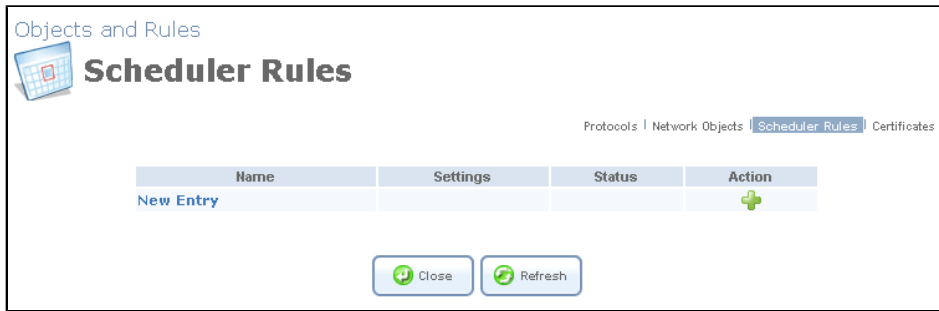 Objects and Rules
Scheduler Rules
Protocols | Network Objects | Scheduler Rules | Certificates
Name Settings Status Action
New Entry
Close Refresh